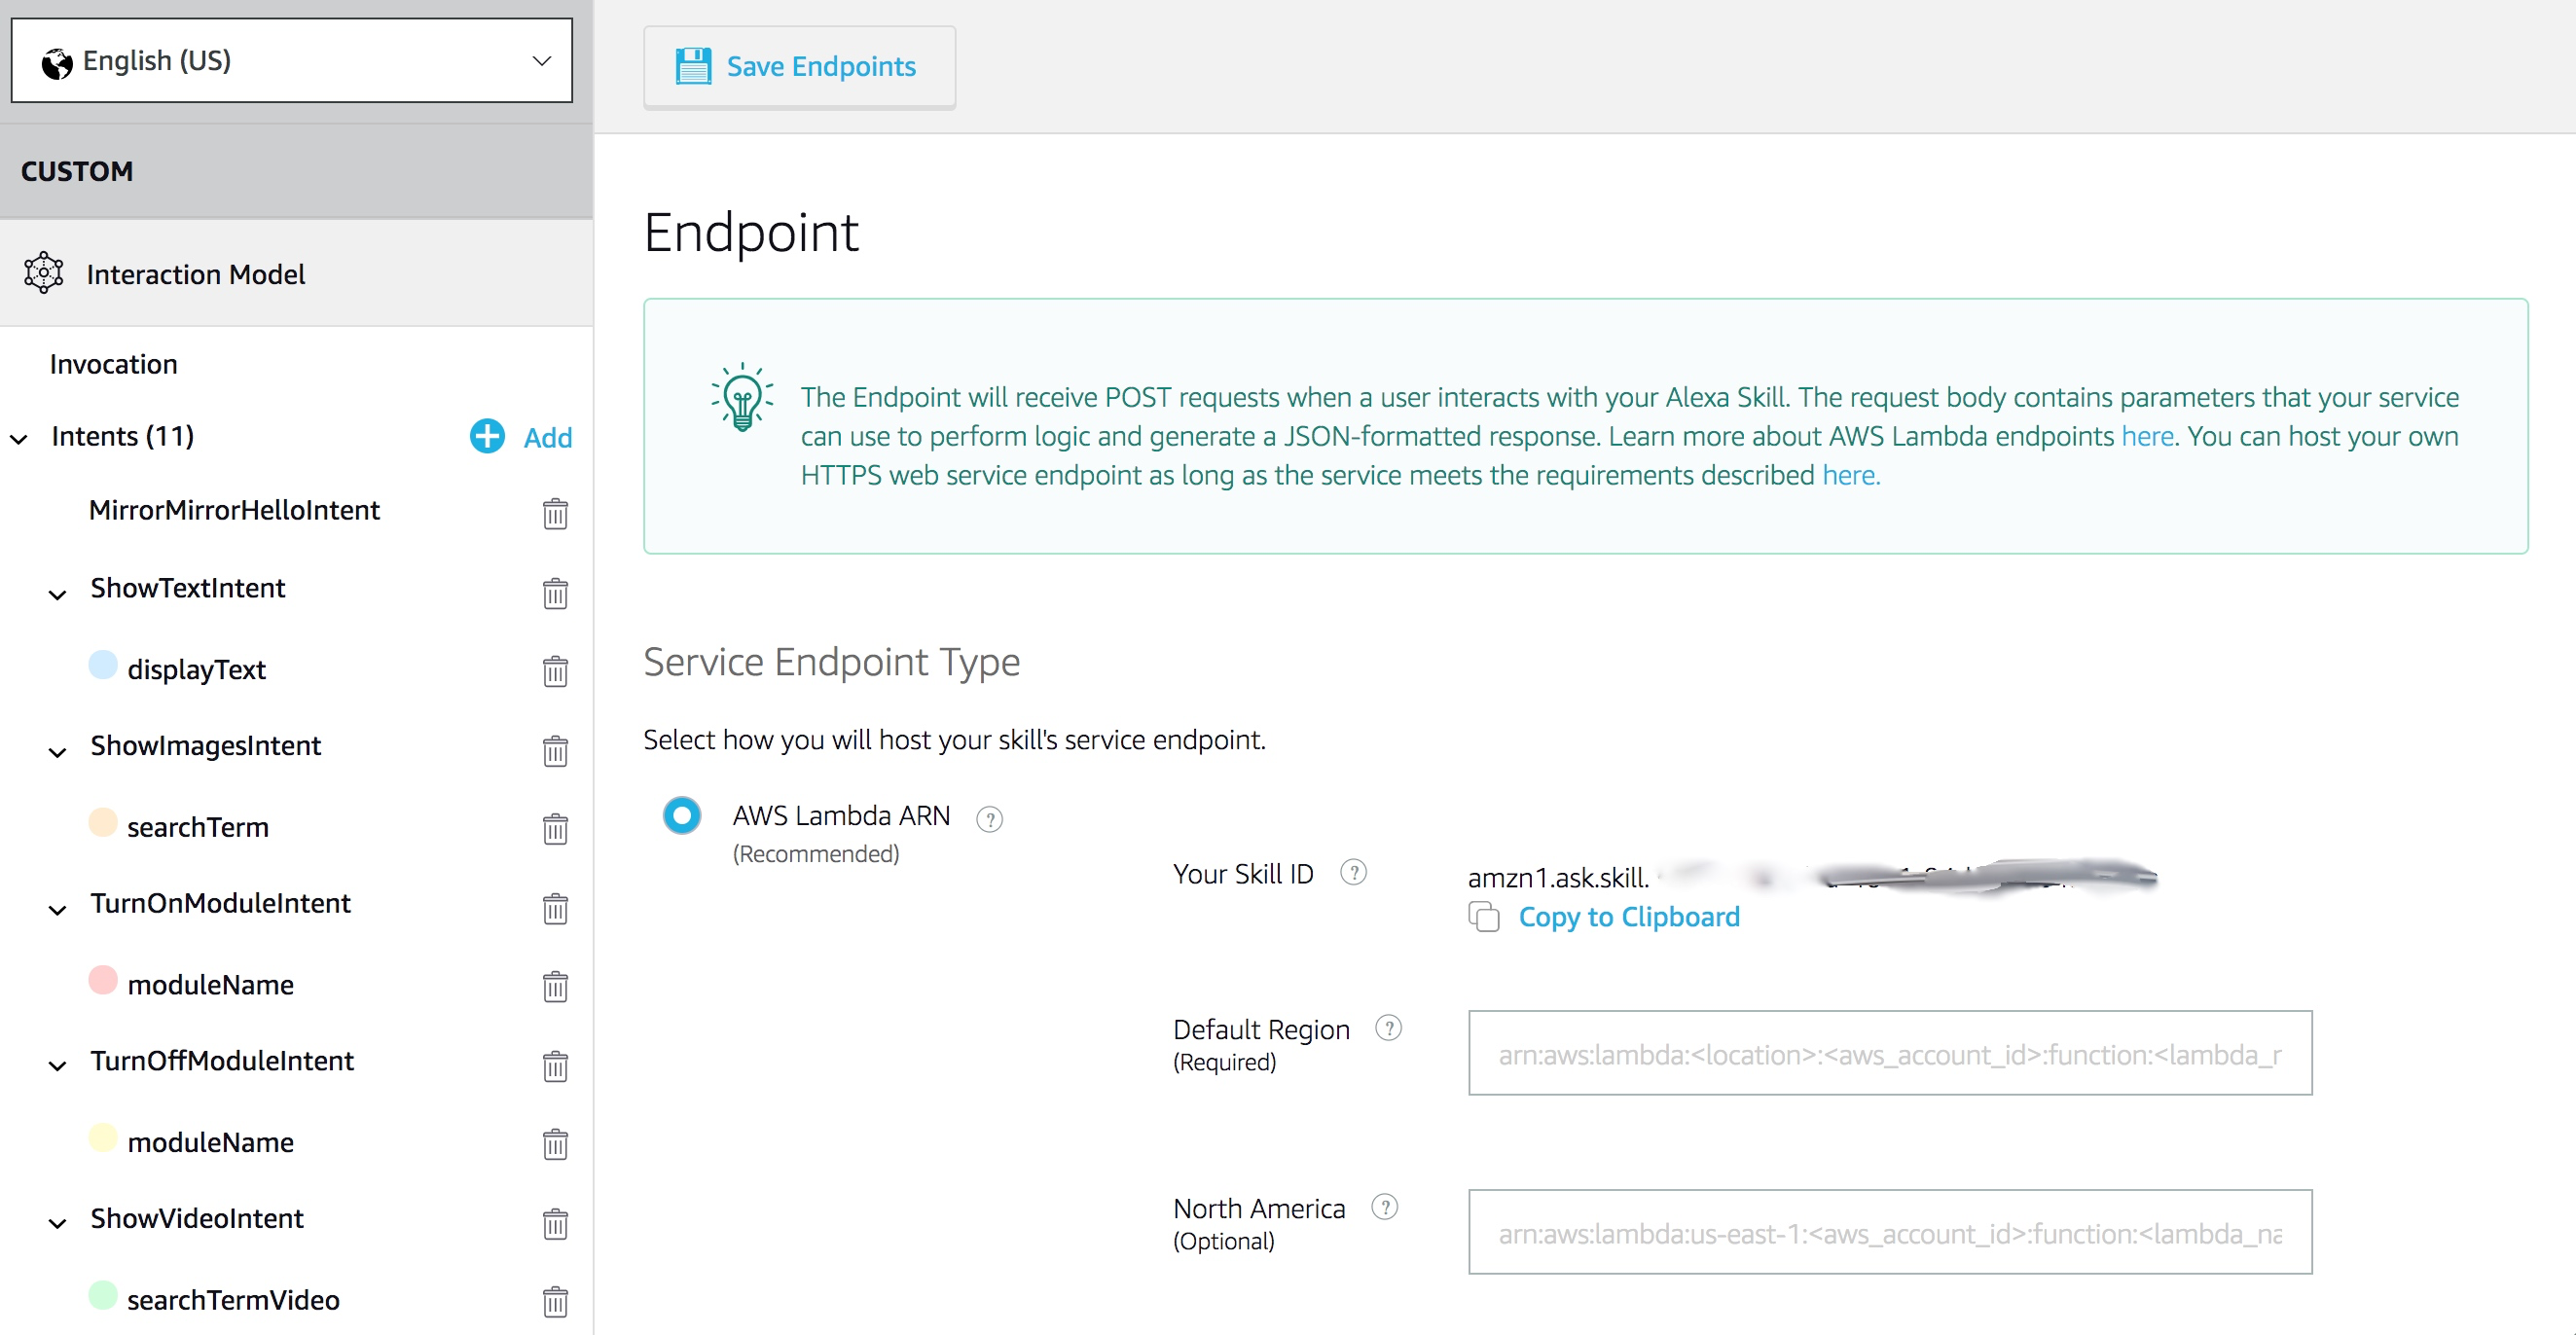 English (US)
CUSTOM
Interaction Model
Invocation
Intents (11)
Add
MirrorMirrorHelloIntent
ShowTextIntent
displayText
ShowImagesIntent
searchTerm
TurnOnModuleIntent
moduleName
TurnOffModuleIntent
moduleName
ShowVideoIntent
searchTermVideo
Save Endpoints
Endpoint
The Endpoint will receive POST requests when a user interacts with your Alexa Skill. The request body contains parameters that your service
can use to perform logic and generate a JSON-formatted response. Learn more about AWS Lambda endpoints here. You can host your own
HTTPS web service endpoint as long as the service meets the requirements described here.
Service Endpoint Type
Select how you will host your skill's service endpoint.
AWS Lambda ARN ?
(Recommended)
Your Skill ID ?
amzn1.ask.skill.
Copy to Clipboard
Default Region ?
(Required)
arn:aws:lambda:<location>:<aws_account_id>:function:<lambda_r
North America ?
(Optional)
arn:aws:lambda:us-east-1:<aws_account_id>:function:<lambda_na